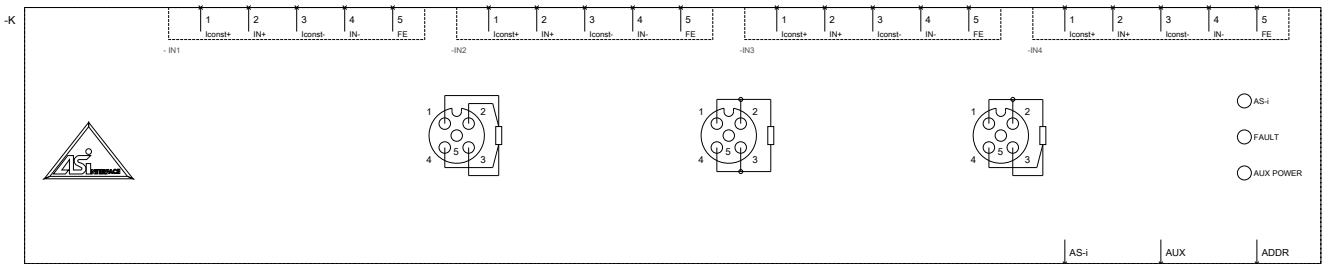 -K
1 2 3 4 5 1 2 3 4 5 1 2 3 4 5 1 2 3 4 5
Iconst+ IN+ Iconst- IN- FE Iconst+ IN+ Iconst- IN- FE Iconst+ IN+ Iconst- IN- FE Iconst+ IN+ Iconst- IN- FE
- IN1 -IN2 -IN3 -IN4
AS-i
1 2 1 2 1 2
FAULT
5 5 5
4 3 4 3 4 3
ASi INTERFACE
AUX POWER
AS-i AUX ADDR